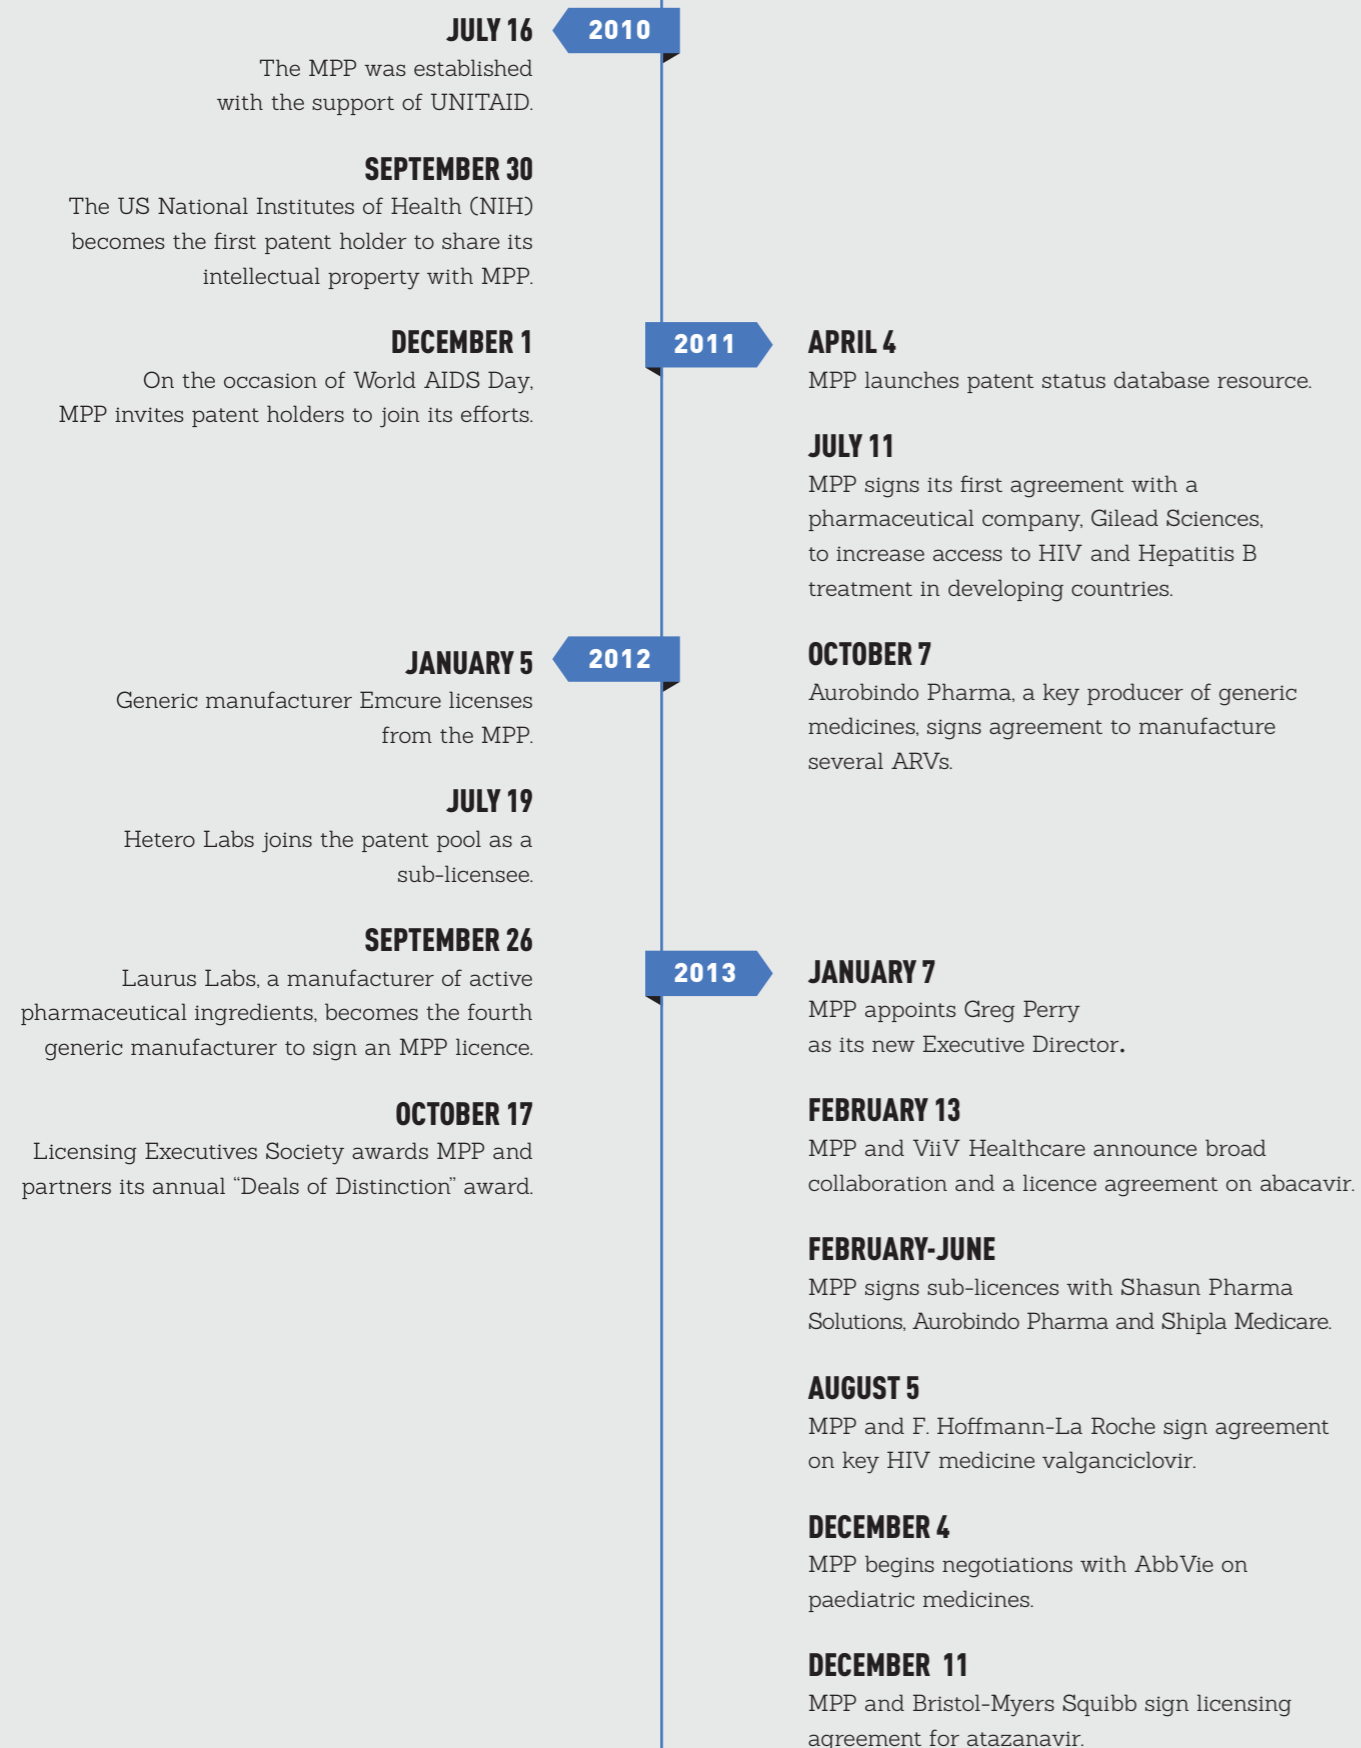 2010
JULY 16
The MPP was established
with the support of UNITAID.
SEPTEMBER 30
The US National Institutes of Health (NIH)
becomes the first patent holder to share its
intellectual property with MPP.
DECEMBER 1
On the occasion of World AIDS Day,
MPP invites patent holders to join its efforts.
2011
APRIL 4
MPP launches patent status database resource.
JULY 11
MPP signs its first agreement with a
pharmaceutical company, Gilead Sciences,
to increase access to HIV and Hepatitis B
treatment in developing countries.
OCTOBER 7
Aurobindo Pharma, a key producer of generic
medicines, signs agreement to manufacture
several ARVs.
2012
JANUARY 5
Generic manufacturer Emcure licenses
from the MPP.
JULY 19
Hetero Labs joins the patent pool as a
sub-licensee.
SEPTEMBER 26
Laurus Labs, a manufacturer of active
pharmaceutical ingredients, becomes the fourth
generic manufacturer to sign an MPP licence.
OCTOBER 17
Licensing Executives Society awards MPP and
partners its annual “Deals of Distinction” award.
2013
JANUARY 7
MPP appoints Greg Perry
as its new Executive Director.
FEBRUARY 13
MPP and ViiV Healthcare announce broad
collaboration and a licence agreement on abacavir.
FEBRUARY-JUNE
MPP signs sub-licences with Shasun Pharma
Solutions, Aurobindo Pharma and Shipla Medicare.
AUGUST 5
MPP and F. Hoffmann-La Roche sign agreement
on key HIV medicine valganciclovir.
DECEMBER 4
MPP begins negotiations with AbbVie on
paediatric medicines.
DECEMBER 11
MPP and Bristol-Myers Squibb sign licensing
agreement for atazanavir.